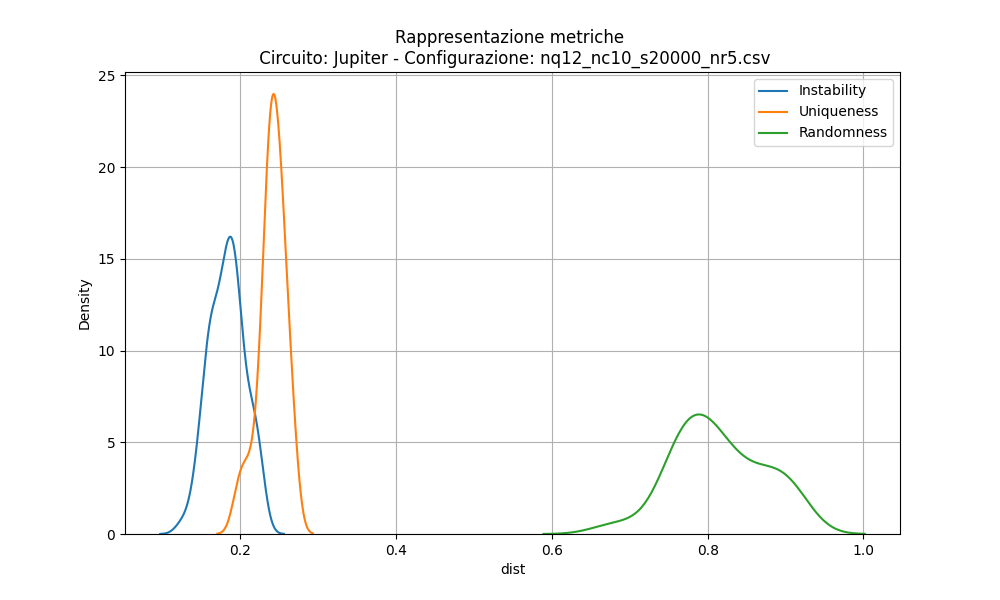 Rappresentazione metriche
Circuito: Jupiter - Configurazione: nq12_nc10_s20000_nr5.csv
Instability
Uniqueness
Randomness
Density
25
20
15
10
5
0
0.2 0.4 0.6 0.8 1.0
dist